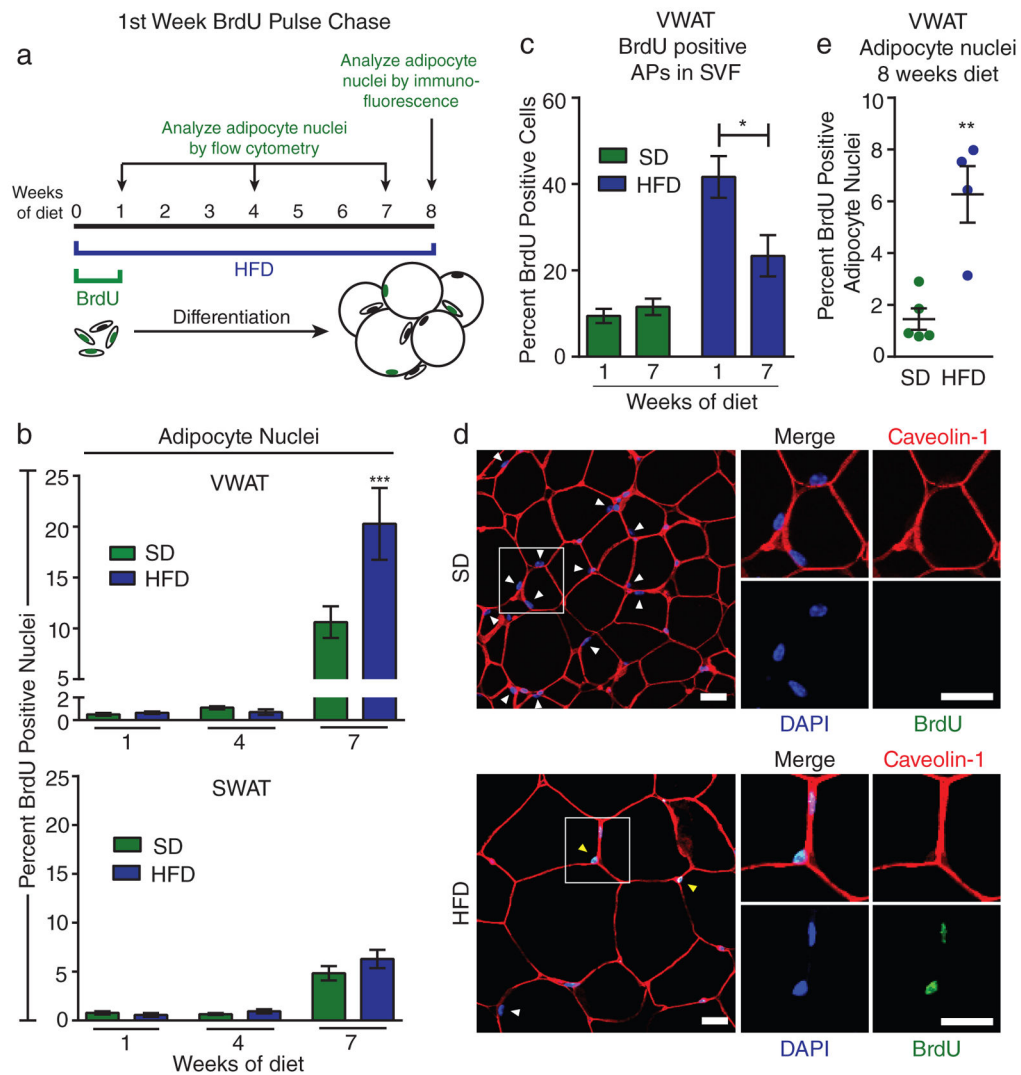 1st Week BrdU Pulse Chase
a
Analyze adipocyte
nuclei by immuno-
fluorescence
Analyze adipocyte nuclei
by flow cytometry
Weeks
of diet
0 1 2 3 4 5 6 7 8
HFD
BrdU
Differentiation
b
Adipocyte Nuclei
Percent BrdU Positive Nuclei
VWAT
25
20
15
10
5
2
0
SD
HFD
***
1 4 7
SWAT
25
20
15
10
5
0
SD
HFD
1 4 7
Weeks of diet
c
VWAT
BrdU positive
APs in SVF
Percent BrdU Positive Cells
60
40
20
0
SD
HFD
*
1 7 1 7
Weeks of diet
e
VWAT
Adipocyte nuclei
8 weeks diet
Percent BrdU Positive
Adipocyte Nuclei
10
8
6
4
2
0
**
SD HFD
d
SD
Merge
Caveolin-1
DAPI
BrdU
HFD
Merge
Caveolin-1
DAPI
BrdU